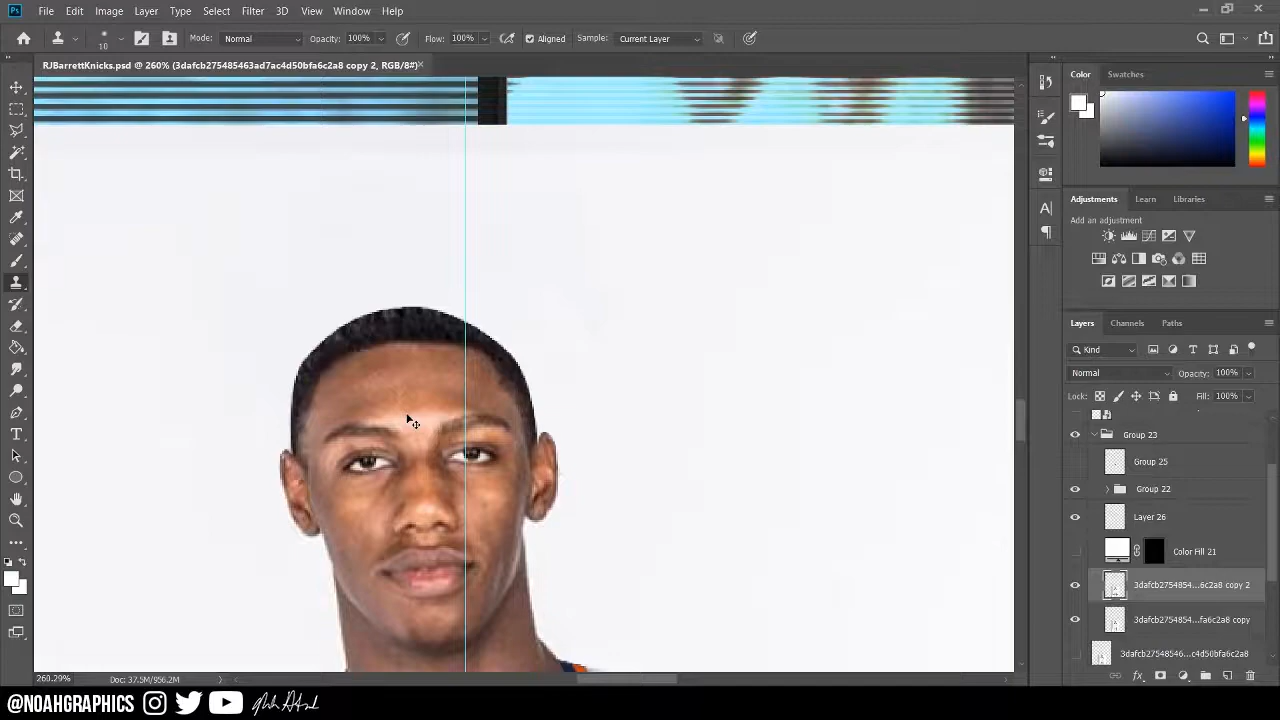 Ps File Edit Image Layer Type Select Filter 3D View Window Help
10 Mode: Normal Opacity: 100% Flow: 100% Aligned Sample: Current Layer
RJBarrettKnicks.psd @ 260% (3dafcb275485463ad7ac4d50bfa6c2a8 copy 2, RGB/8#)
Color Swatches
Adjustments Learn Libraries
Add an adjustment
Layers Channels Paths
Kind
Normal Opacity: 100%
Lock: Fill: 100%
Group 23
Group 25
Group 22
Layer 26
Color Fill 21
3dafcb2754854...6c2a8 copy 2
3dafcb2754854...fa6c2a8 copy
3dafcb27548546...c4d50bfa6c2a8
260.29% Doc: 37.5M/956.2M
@NOAHGRAPHICS